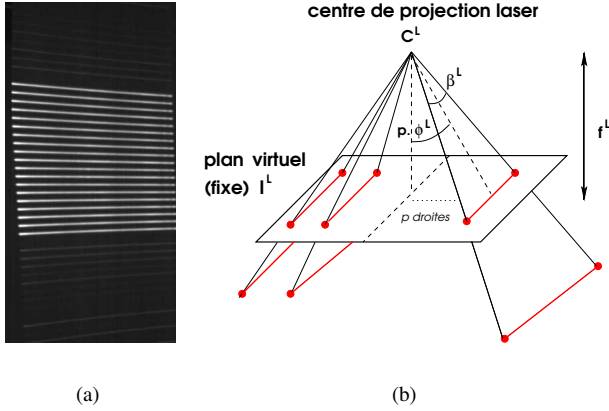 centre de projection laser
C^L
β^L
p. ϕ^L
f^L
plan virtuel
(fixe) I^L
p droites
(a)
(b)